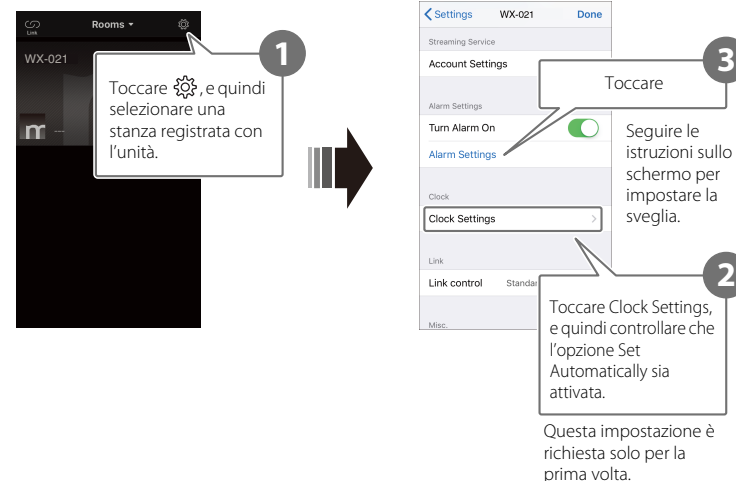 Link
Rooms
WX-021
m --
1
Toccare , e quindi
selezionare una
stanza registrata con
l'unità.
Settings
WX-021
Done
Streaming Service
Account Settings
3
Toccare
Alarm Settings
Turn Alarm On
Alarm Settings
Seguire le
istruzioni sullo
schermo per
impostare la
sveglia.
Clock
Clock Settings
Link
Link control
2
Toccare Clock Settings,
e quindi controllare che
l'opzione Set
Automatically sia
attivata.
Misc.
Questa impostazione è
richiesta solo per la
prima volta.